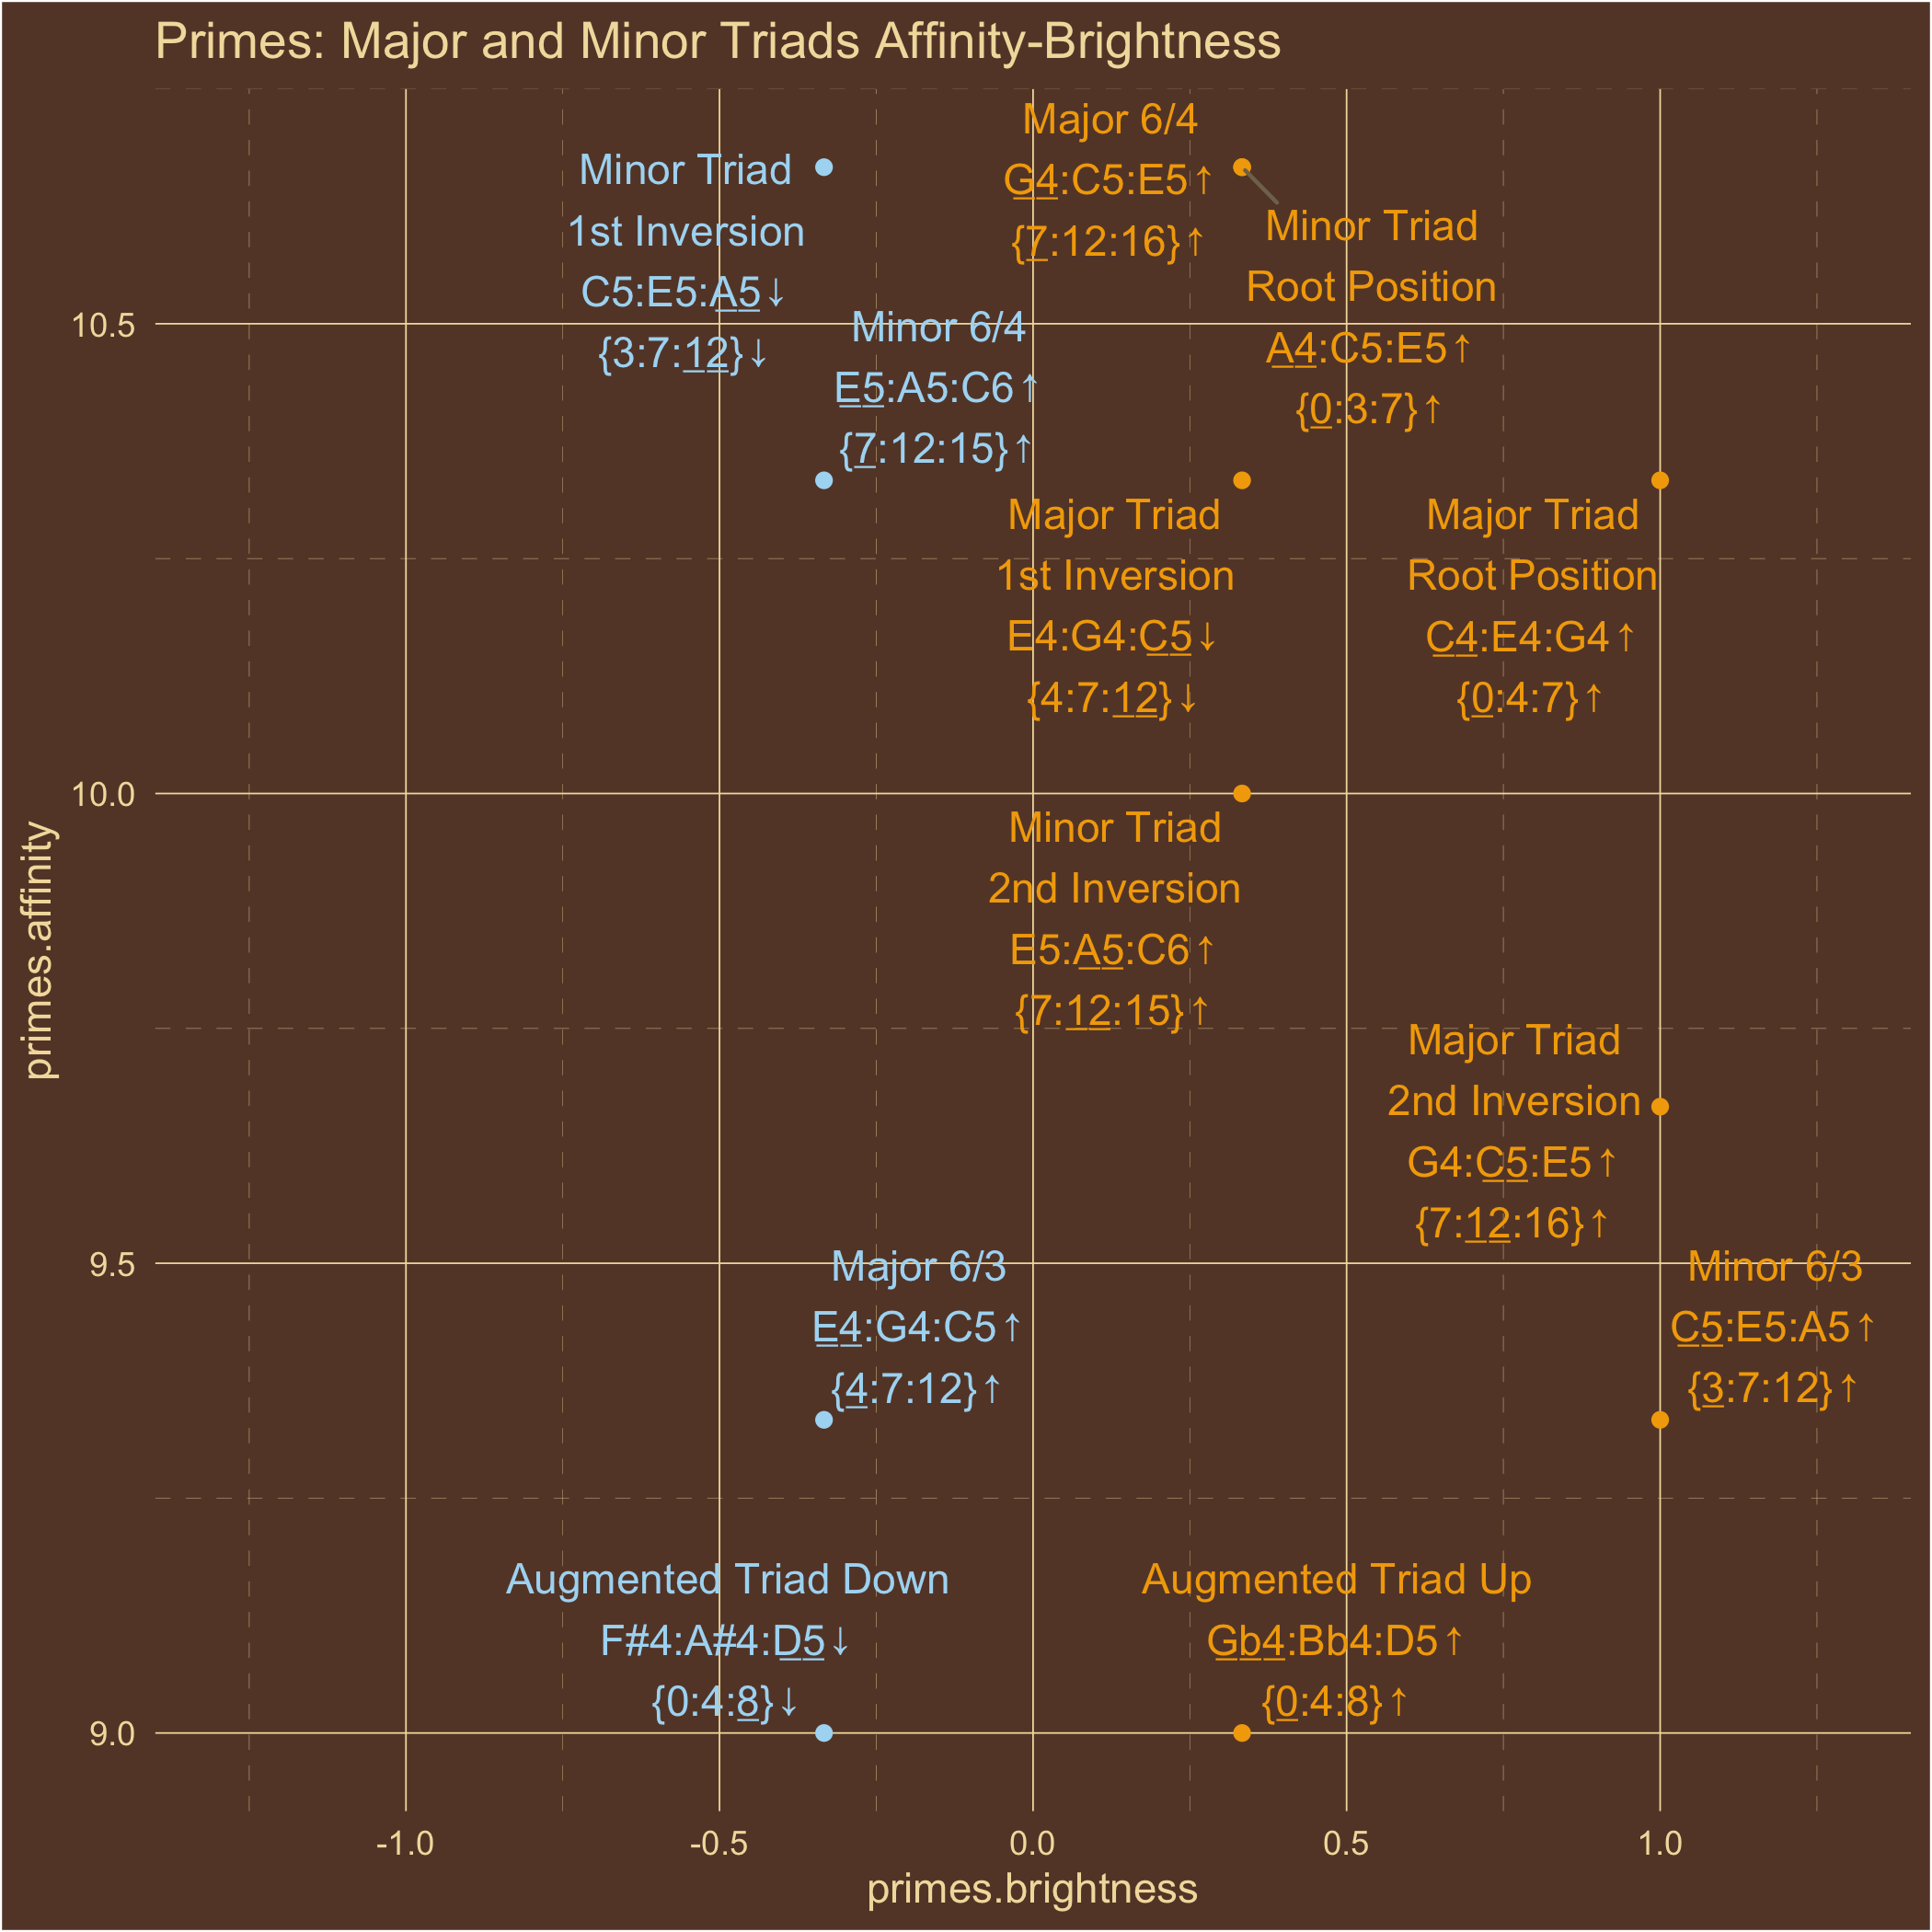 Primes: Major and Minor Triads Affinity-Brightness
Major 6/4
G4:C5:E5↑
{7:12:16}↑
Minor Triad
1st Inversion
C5:E5:A5↓
{3:7:12}↓
Minor Triad
Root Position
A4:C5:E5↑
{0:3:7}↑
Minor 6/4
E5:A5:C6↑
{7:12:15}↑
Major Triad
1st Inversion
E4:G4:C5↓
{4:7:12}↓
Major Triad
Root Position
C4:E4:G4↑
{0:4:7}↑
Minor Triad
2nd Inversion
E5:A5:C6↑
{7:12:15}↑
Major Triad
2nd Inversion
G4:C5:E5↑
{7:12:16}↑
Major 6/3
E4:G4:C5↑
{4:7:12}↑
Minor 6/3
C5:E5:A5↑
{3:7:12}↑
Augmented Triad Down
F#4:A#4:D5↓
{0:4:8}↓
Augmented Triad Up
Gb4:Bb4:D5↑
{0:4:8}↑
10.5
10.0
9.5
9.0
primes.affinity
-1.0
-0.5
0.0
0.5
1.0
primes.brightness